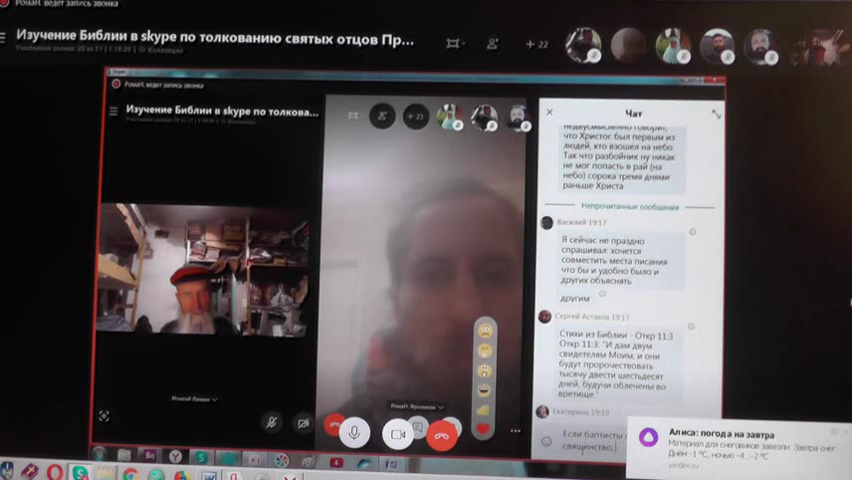 РомаН. ведет запись звонка
Изучение Библии в skype по толкованию святых отцов Пр...
+ 22
Skype
РомаН. ведет запись звонка
Изучение Библии в skype по толкова...
+ 23
Чат
недвусмысленно говорит,
что Христос был первым из
людей, кто взошел на небо.
Так что разбойник ну никак
не мог попасть в рай (на
небо) сорока тремя днями
раньше Христа
Непрочитанные сообщения
Василий 19:17
Я сейчас не праздно
спрашивал: хочется
совместить места писания
что бы и удобно было и
других объяснять
другим
Сергей Астахов 19:17
Стихи из Библии - Откр 11:3
Откр 11:3: "И дам двум
свидетелям Моим, и они
будут пророчествовать
тысячу двести шестьдесят
дней, будучи облечены во
вретище."
Екатерина 19:19
Если баптисты
священство.
Алиса: погода на завтра
Материал для снеговиков завезли. Завтра снег.
Днём -1 °C, ночью -4...-2 °C
yandex.ru